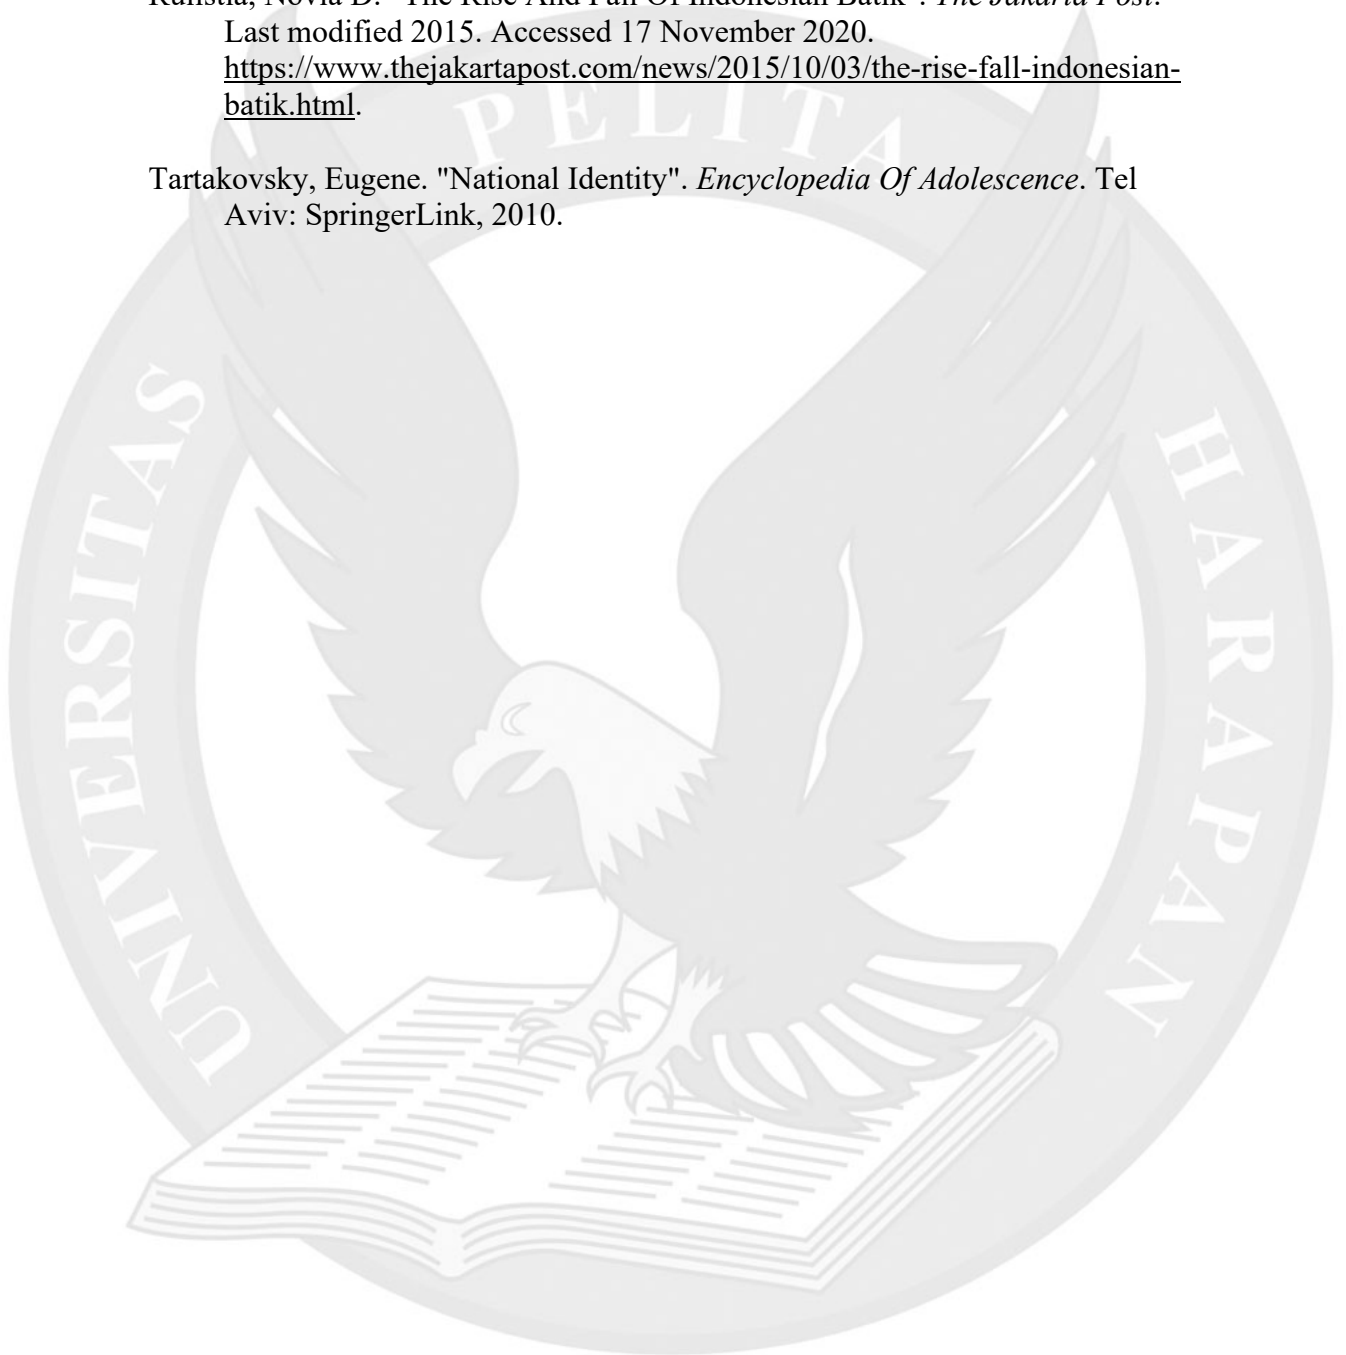 Rulistia, Novia D. "The Rise And Fall Of Indonesian Batik". The Jakarta Post.
Last modified 2015. Accessed 17 November 2020.
https://www.thejakartapost.com/news/2015/10/03/the-rise-fall-indonesian-
batik.html.
Tartakovsky, Eugene. "National Identity". Encyclopedia Of Adolescence. Tel
Aviv: SpringerLink, 2010.
UNIVERSITAS PELITA HARAPAN